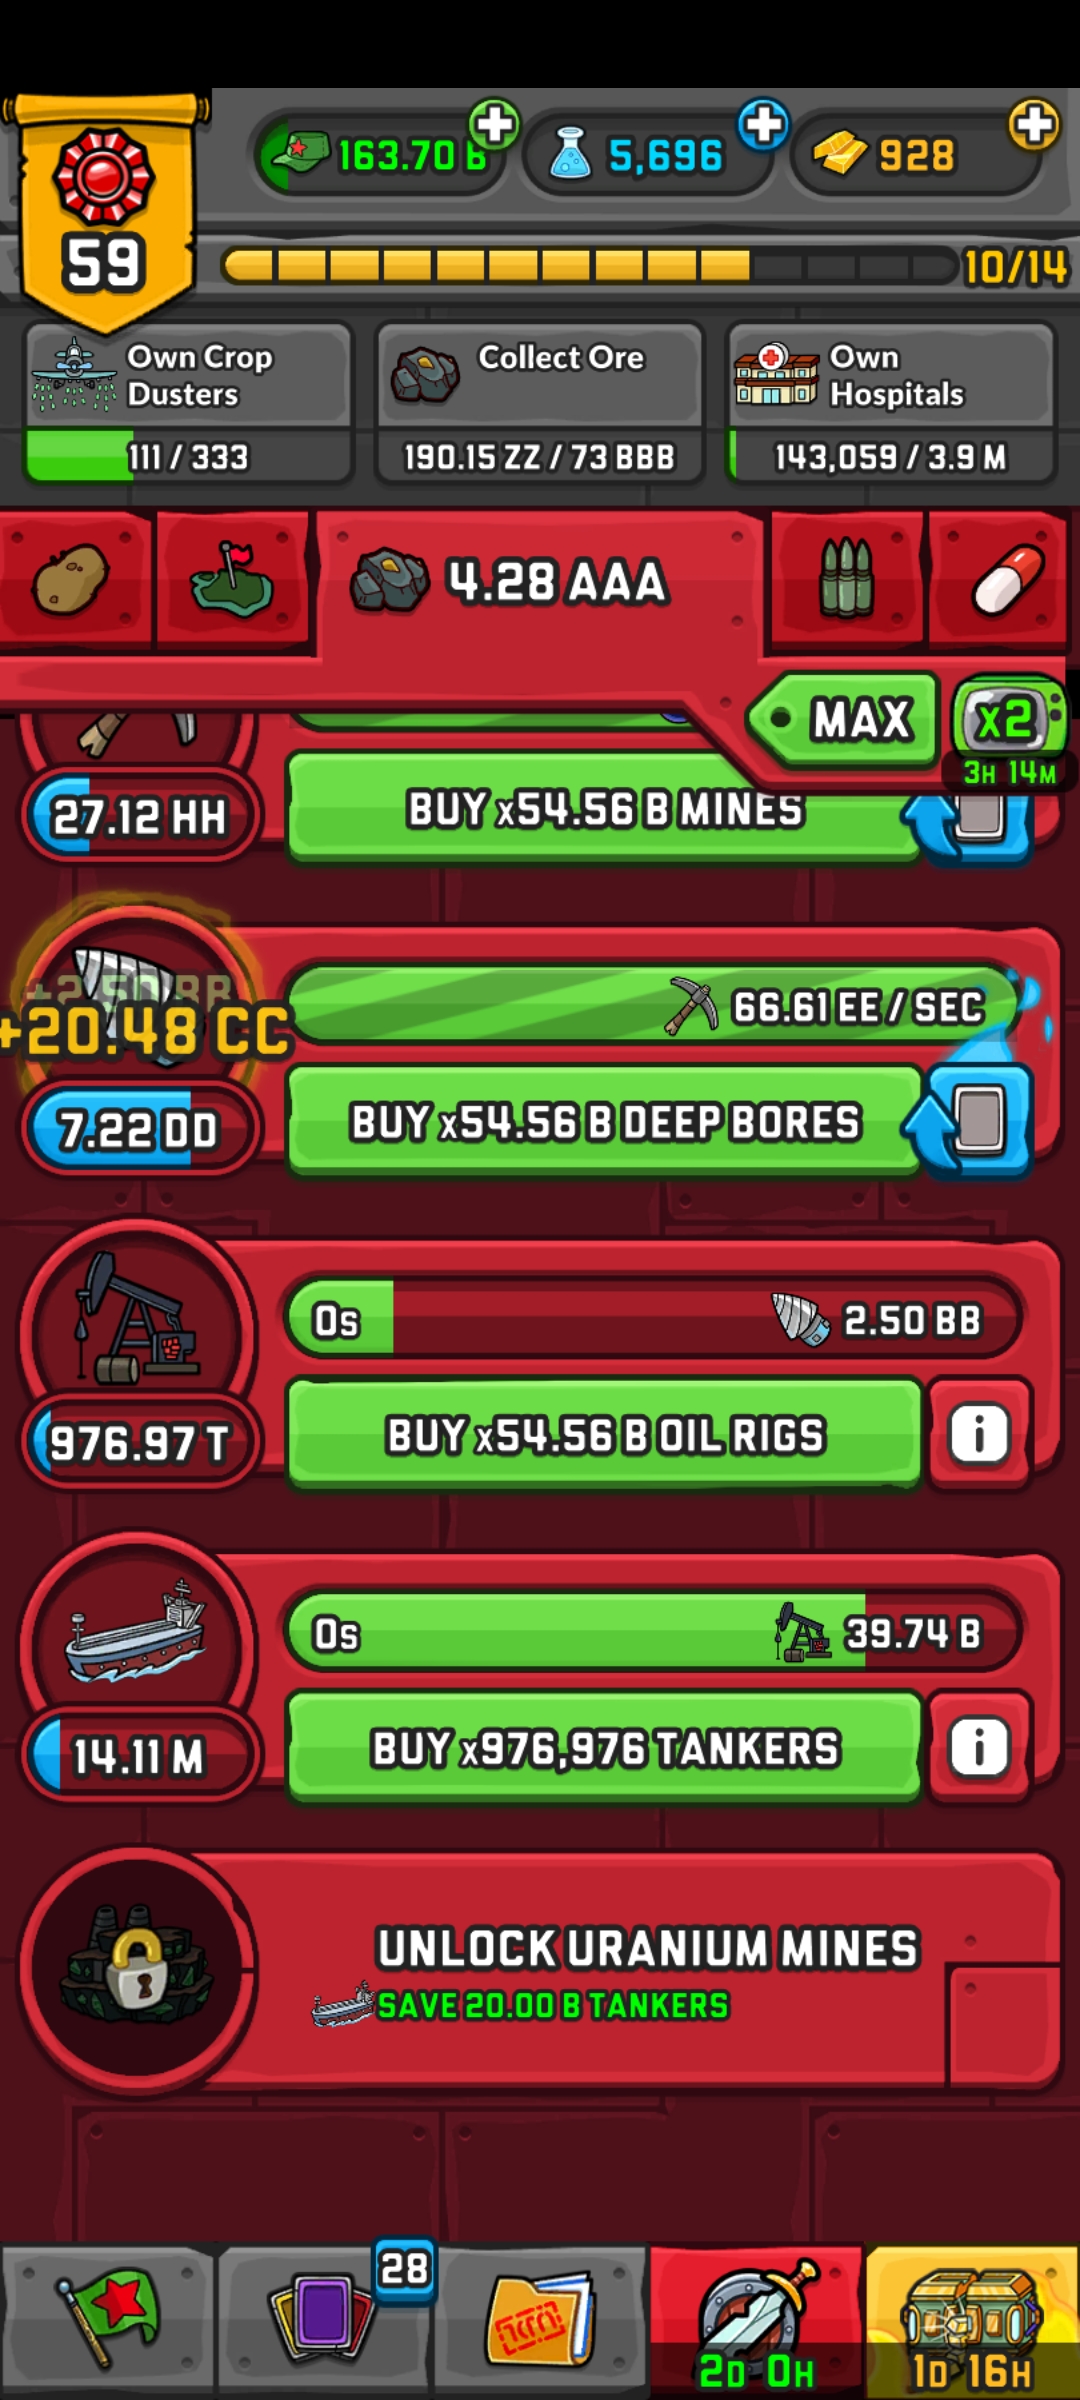 59
163.70 B
5,696
928
10/14
Own Crop
Dusters
111 / 333
Collect Ore
190.15 ZZ / 73 BBB
Own
Hospitals
143,059 / 3.9 M
4.28 AAA
MAX
x2
3H 14M
27.12 HH
BUY x54.56 B MINES
+2.50 BB
+20.48 CC
66.61 EE / SEC
7.22 DD
BUY x54.56 B DEEP BORES
0s
2.50 BB
976.97 T
BUY x54.56 B OIL RIGS
i
0s
39.74 B
14.11 M
BUY x976,976 TANKERS
i
UNLOCK URANIUM MINES
SAVE 20.00 B TANKERS
28
2D 0H
1D 16H